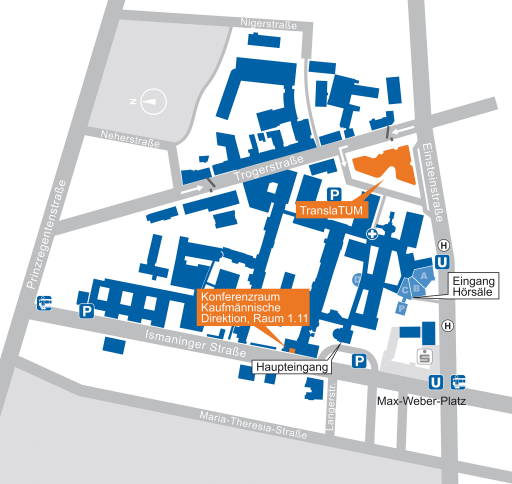 Nigerstraße
N
Neherstraße
Trogerstraße
Einsteinstraße
P
TranslaTUM
Prinzregentenstraße
H
U
A
B
C
D
P
Eingang
Hörsäle
Konferenzraum
Kaufmännische
Direktion, Raum 1.11
P
Ismaninger Straße
H
S
Haupteingang
P
U
Max-Weber-Platz
Langerstr.
Maria-Theresia-Straße